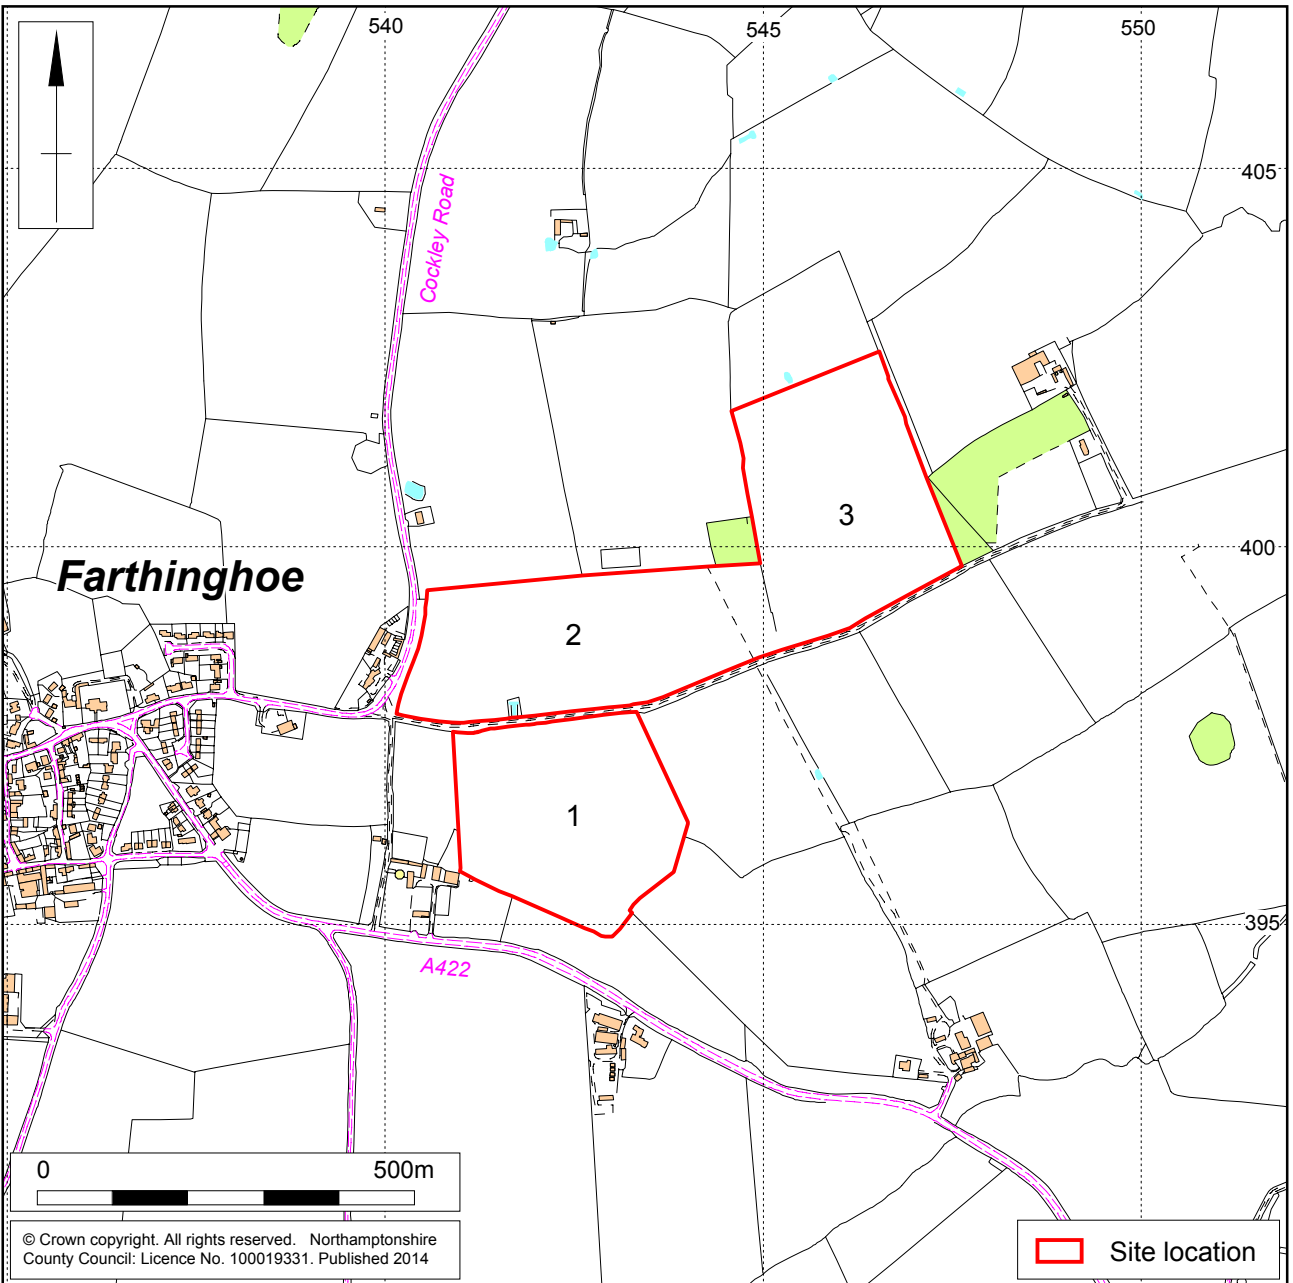 540
545
550
405
Cockley Road
3
400
Farthinghoe
2
1
395
A422
0 500m
© Crown copyright. All rights reserved. Northamptonshire
County Council: Licence No. 100019331. Published 2014
Site location